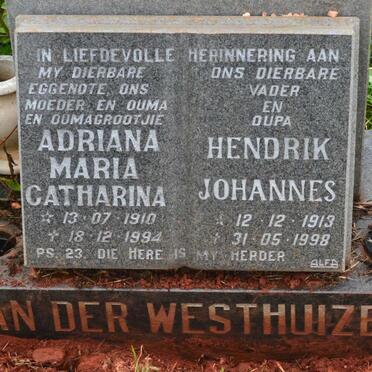 IN LIEFDEVOLLE HERINNERING AAN
MY DIERBARE
EGGENOTE, ONS
MOEDER EN OUMA
EN OUMAGROOTJIE
ADRIANA
MARIA
CATHARINA
☆ 13·07·1910
† 18·12·1994
ONS DIERBARE
VADER
EN
OUPA
HENDRIK
JOHANNES
☆ 12·12·1913
† 31·05·1998
PS. 23. DIE HERE IS MY HERDER
ALFA
AN DER WESTHUIZE